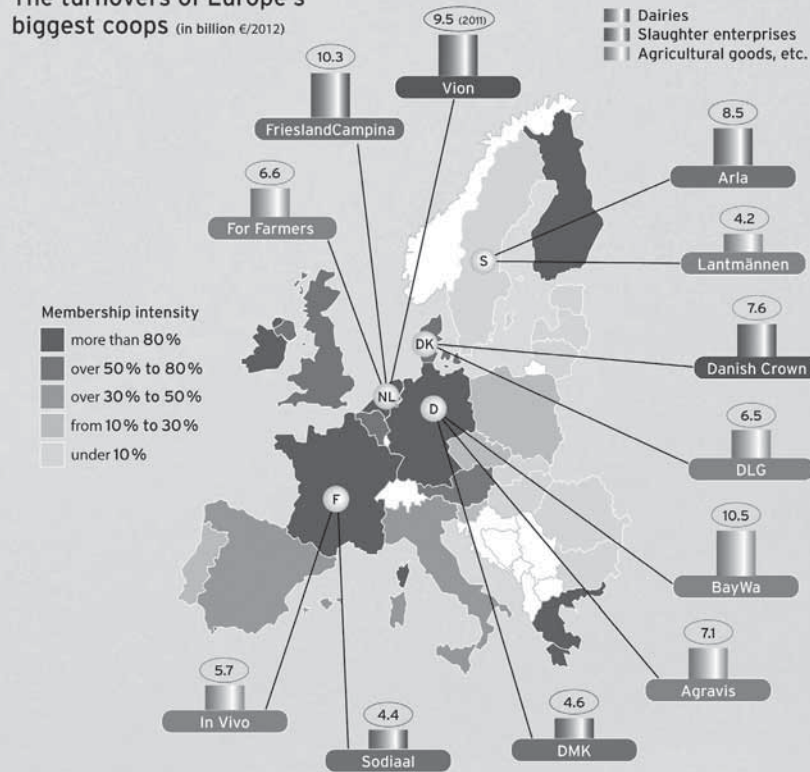 The turnovers of Europe's
biggest coops (in billion €/2012)
Dairies
Slaughter enterprises
Agricultural goods, etc.
9.5 (2011)
Vion
10.3
FrieslandCampina
6.6
For Farmers
8.5
Arla
4.2
Lantmännen
7.6
Danish Crown
6.5
DLG
10.5
BayWa
7.1
Agravis
4.6
DMK
4.4
Sodiaal
5.7
In Vivo
Membership intensity
more than 80%
over 50% to 80%
over 30% to 50%
from 10% to 30%
under 10%
S
DK
NL
D
F